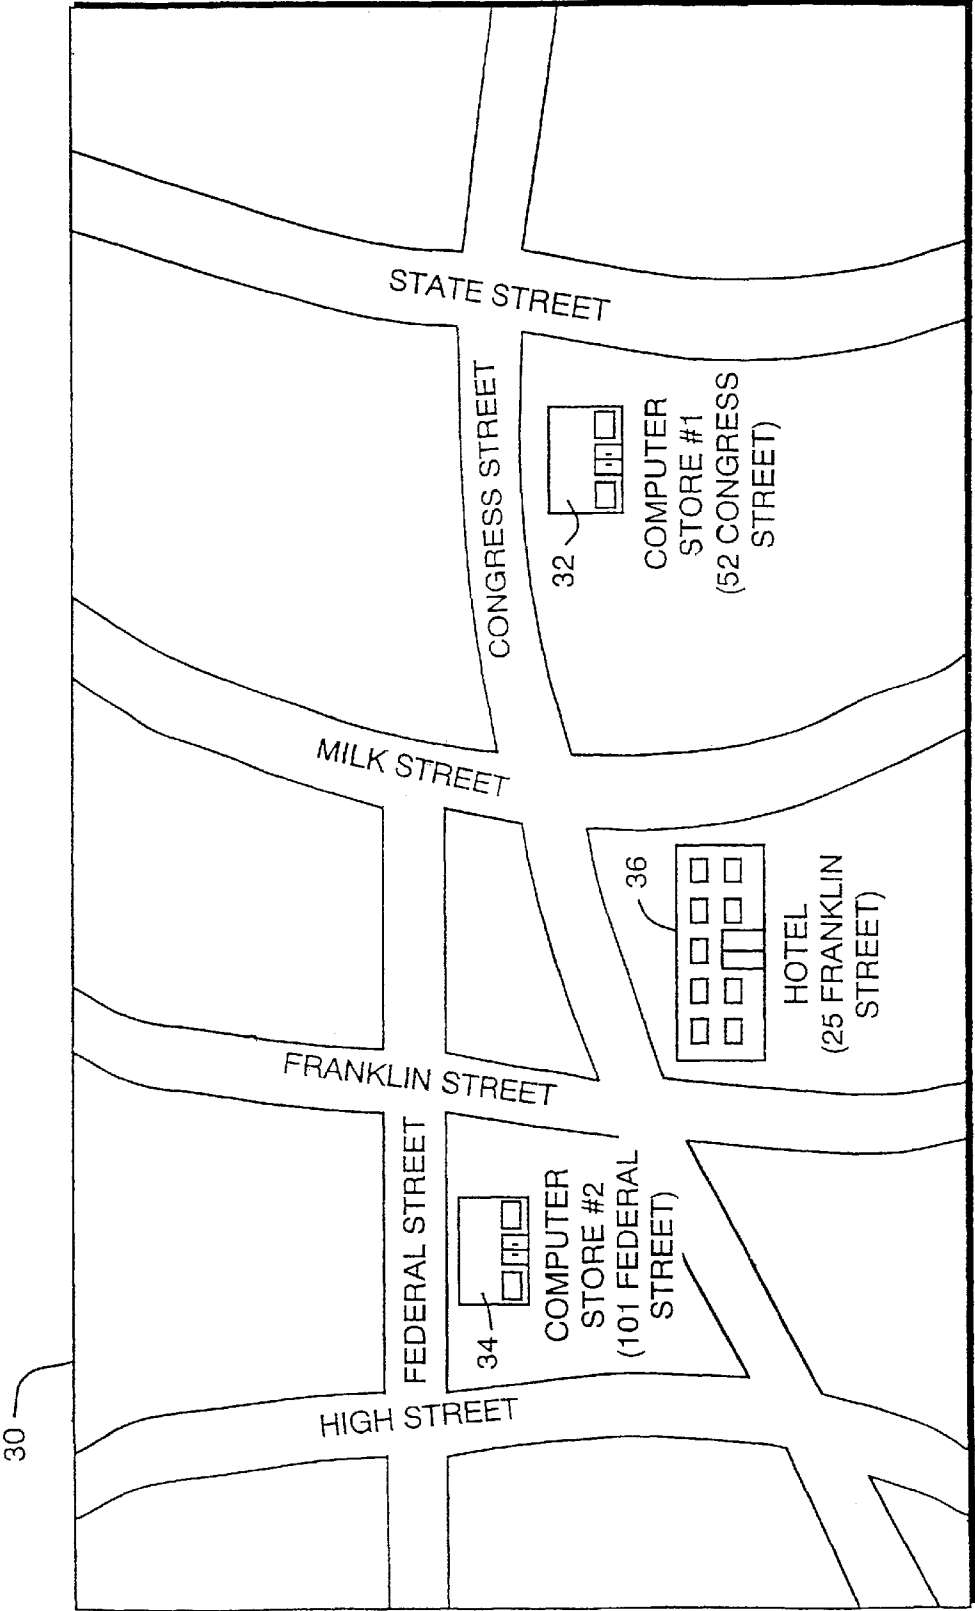 30
HIGH STREET
FEDERAL STREET
FRANKLIN STREET
MILK STREET
CONGRESS STREET
STATE STREET
34
COMPUTER
STORE #2
(101 FEDERAL
STREET)
36
HOTEL
(25 FRANKLIN
STREET)
32
COMPUTER
STORE #1
(52 CONGRESS
STREET)